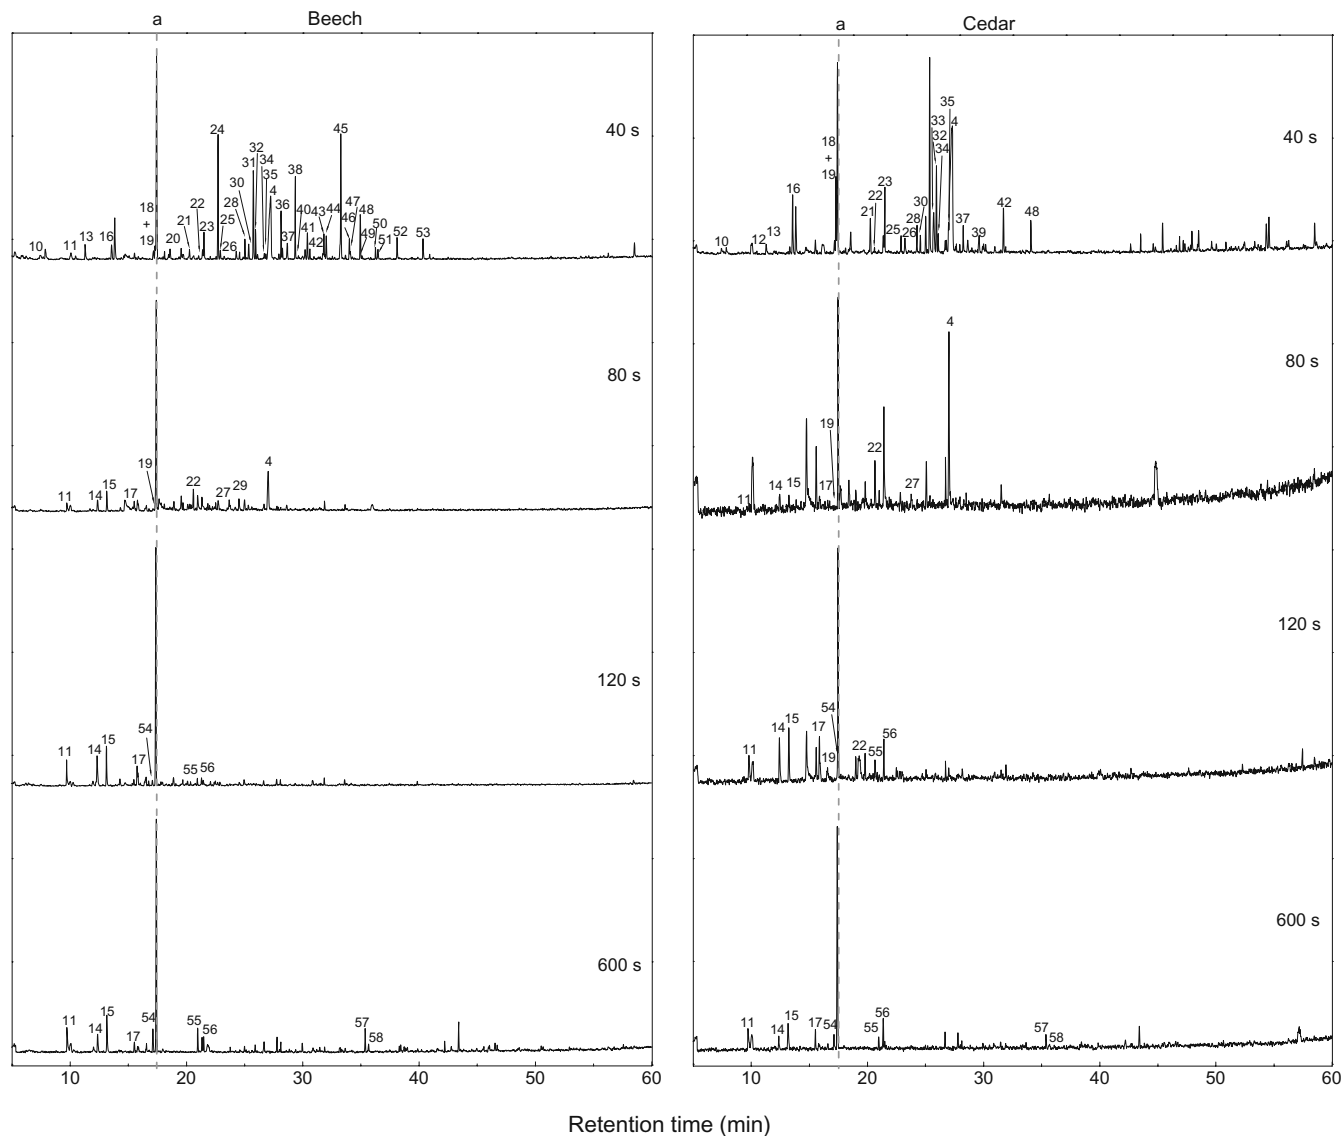 a Beech
40 s
10 11 13 16 18 + 19 20 21 22 23 24 25 26 28 30 31 32 34 35 4 36 37 38 40 41 42 43 44 45 46 47 48 49 50 51 52 53
80 s
11 14 15 17 19 22 27 29 4
120 s
11 14 15 17 54 55 56
600 s
11 14 15 17 54 55 56 57 58
10 20 30 40 50 60
a Cedar
40 s
10 12 13 16 18 + 19 21 22 23 25 26 28 30 33 32 34 35 4 37 39 42 48
80 s
11 14 15 17 19 22 27 4
120 s
11 14 15 17 19 54 22 55 56
600 s
11 14 15 17 54 55 56 57 58
10 20 30 40 50 60
Retention time (min)